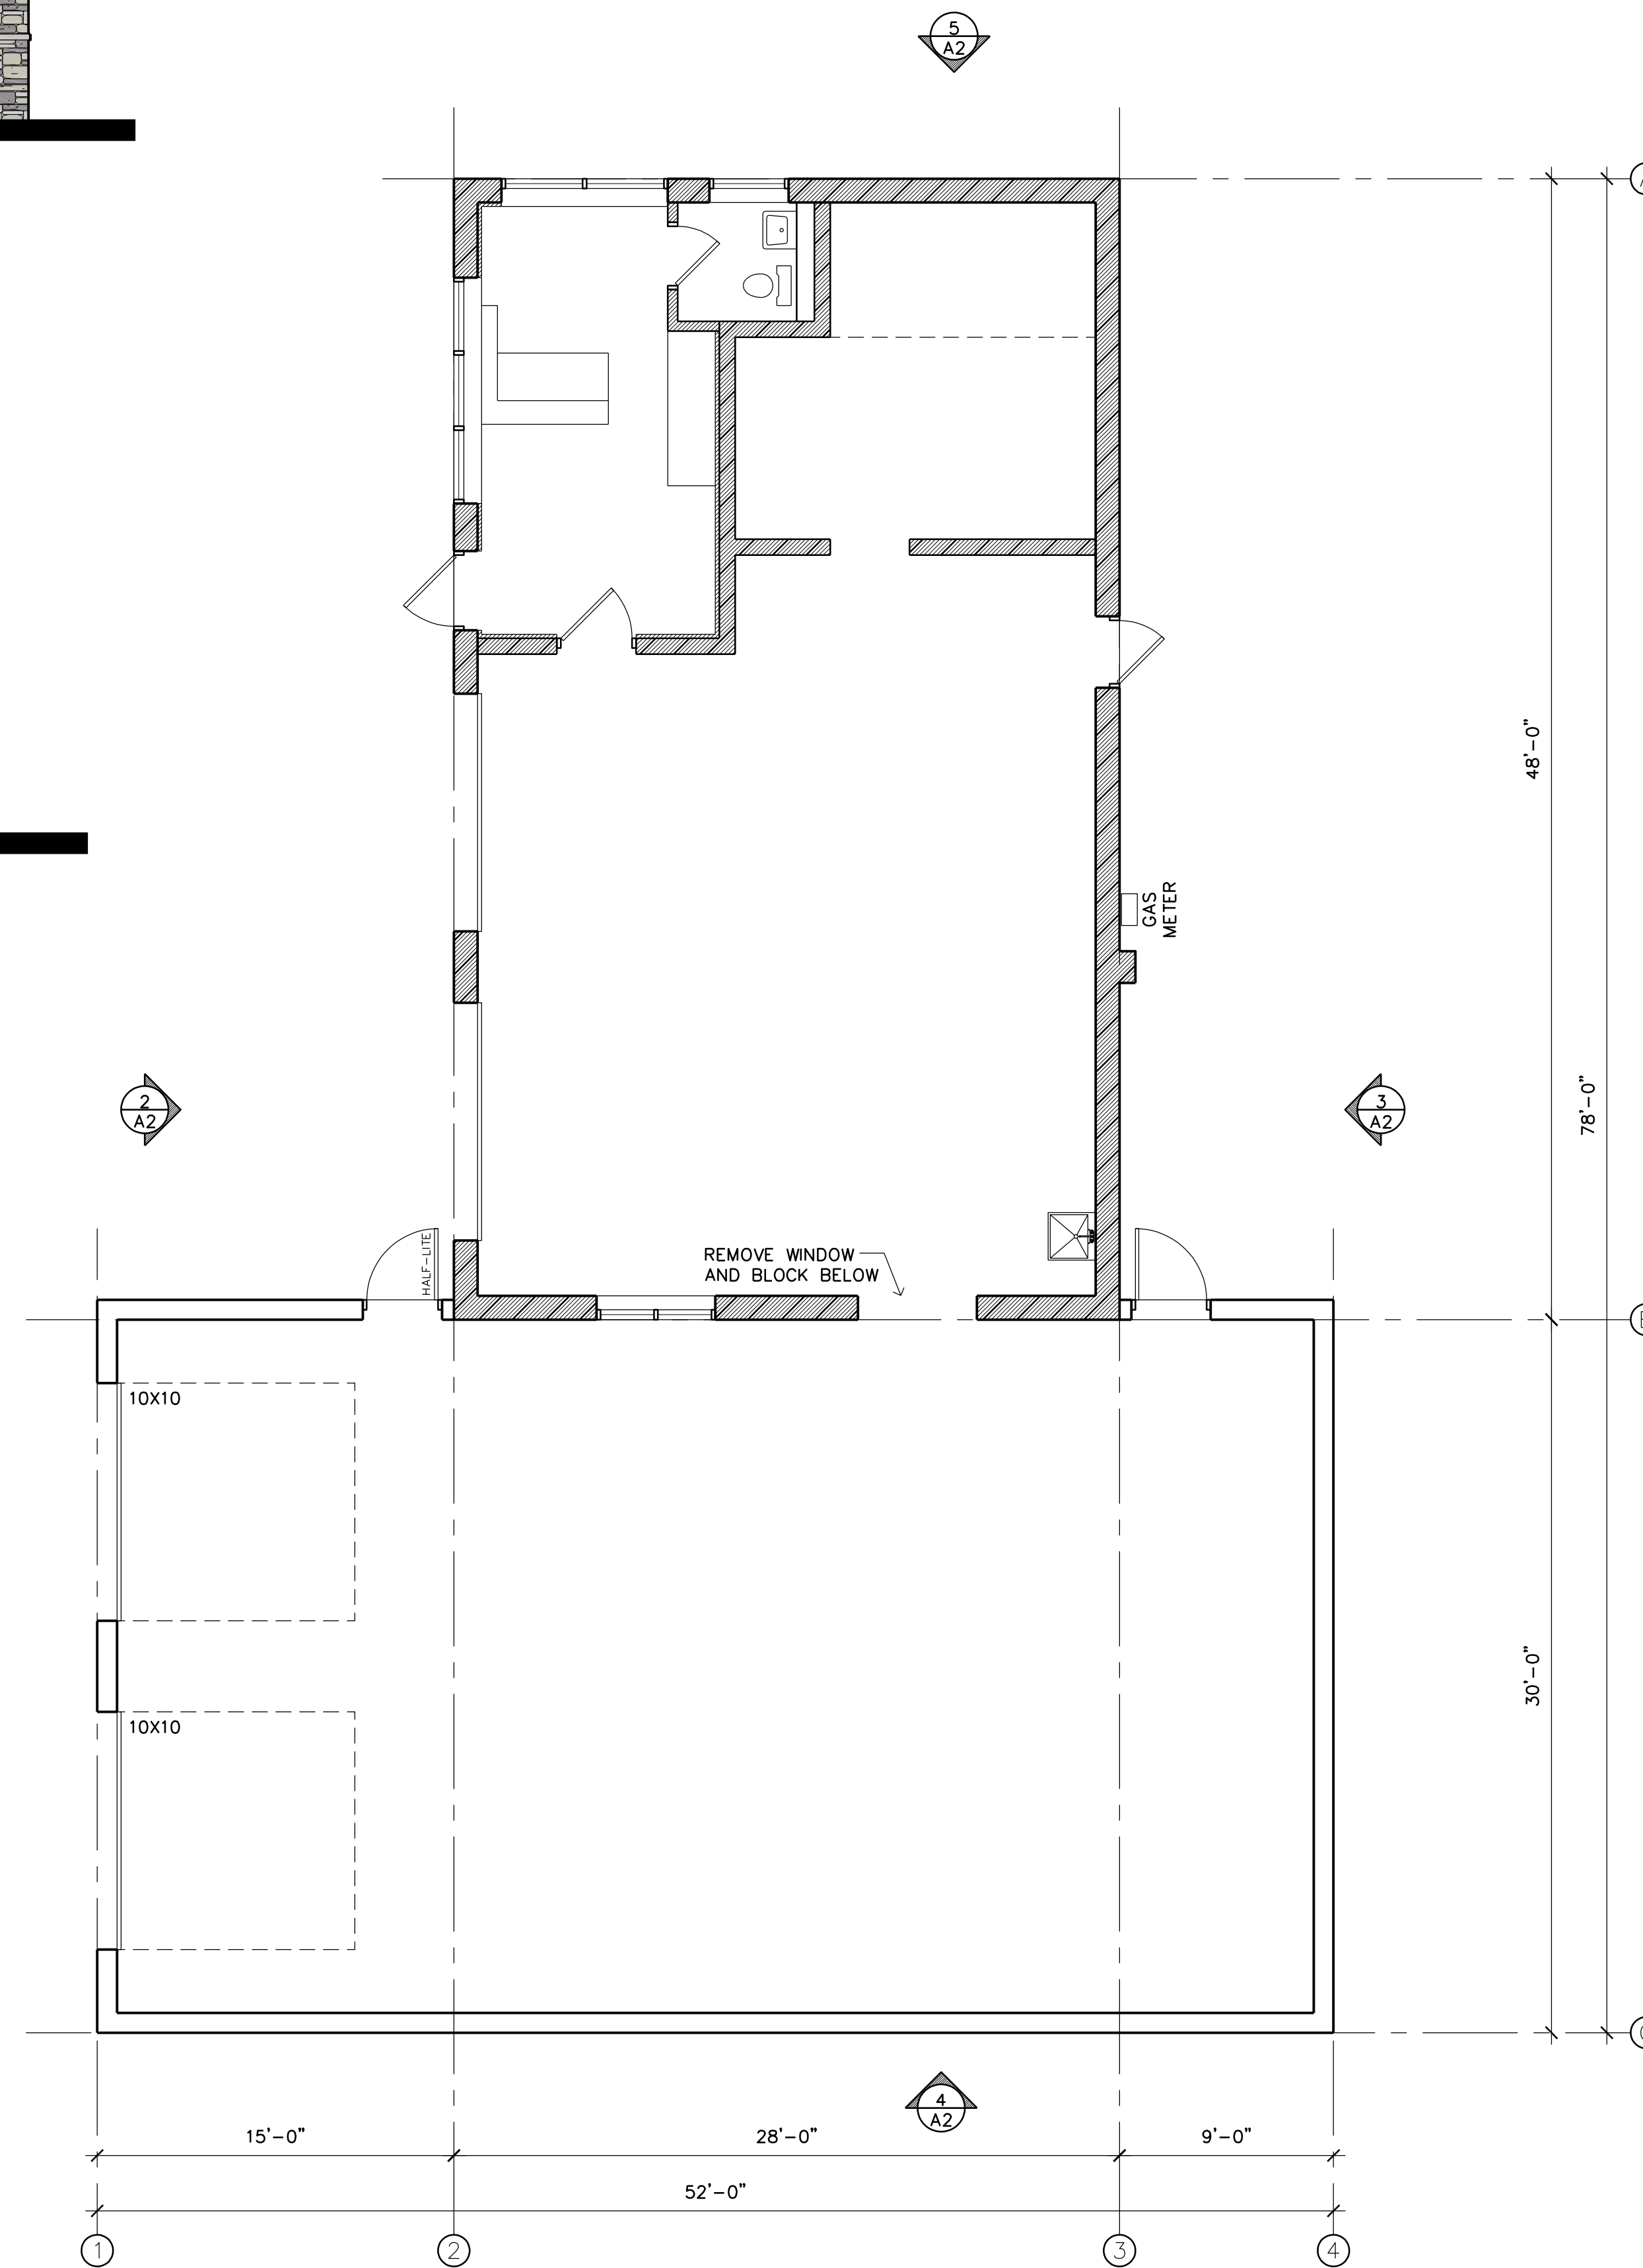 5
A2
48'-0"
GAS
METER
78'-0"
2
A2
3
A2
HALF-LITE
REMOVE WINDOW
AND BLOCK BELOW
10X10
30'-0"
10X10
4
A2
15'-0"
28'-0"
9'-0"
52'-0"
1
2
3
4